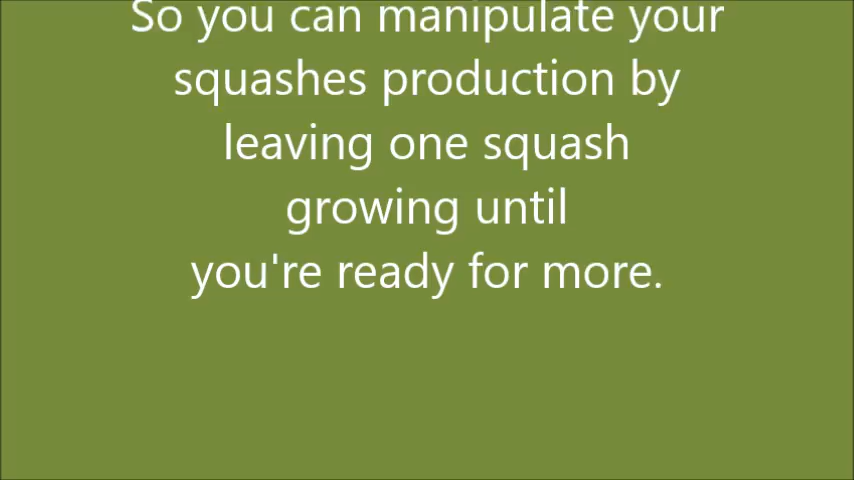 So you can manipulate your
squashes production by
leaving one squash
growing until
you're ready for more.